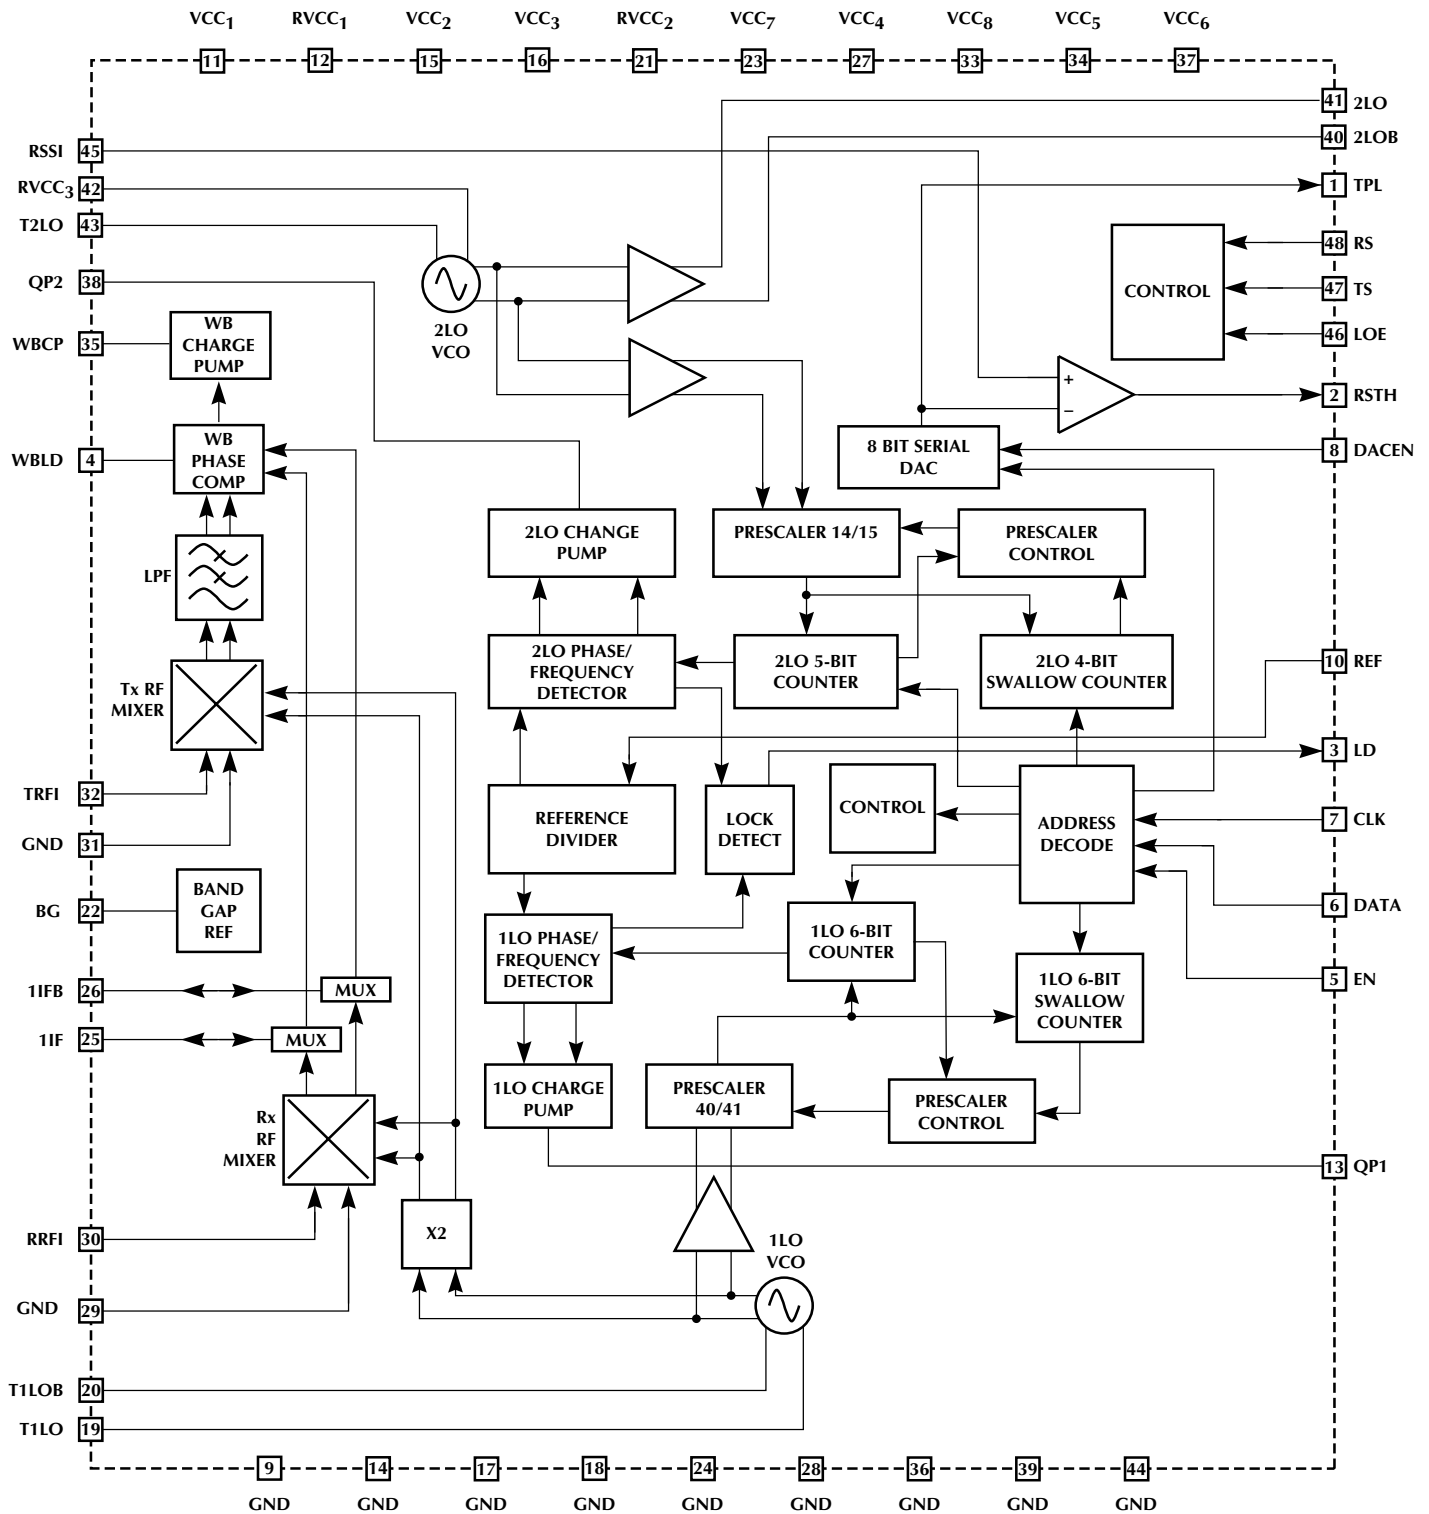 VCC1 RVCC1 VCC2 VCC3 RVCC2 VCC7 VCC4 VCC8 VCC5 VCC6
11 12 15 16 21 23 27 33 34 37
41 2LO
40 2LOB
RSSI 45
1 TPL
RVCC3 42
T2LO 43
48 RS
QP2 38
CONTROL
47 TS
2LO
VCO
WB
CHARGE
PUMP
46 LOE
WBCP 35
+
−
2 RSTH
WB
PHASE
COMP
8 BIT SERIAL
DAC
8 DACEN
WBLD 4
2LO CHANGE
PUMP
PRESCALER 14/15
PRESCALER
CONTROL
LPF
2LO PHASE/
FREQUENCY
DETECTOR
2LO 5-BIT
COUNTER
2LO 4-BIT
SWALLOW COUNTER
10 REF
Tx RF
MIXER
3 LD
TRFI 32
REFERENCE
DIVIDER
LOCK
DETECT
CONTROL
ADDRESS
DECODE
7 CLK
GND 31
BAND
GAP
REF
BG 22
6 DATA
1LO PHASE/
FREQUENCY
DETECTOR
1LO 6-BIT
COUNTER
1LO 6-BIT
SWALLOW
COUNTER
5 EN
1IFB 26
MUX
1IF 25
MUX
1LO CHARGE
PUMP
PRESCALER
40/41
PRESCALER
CONTROL
Rx
RF
MIXER
13 QP1
RRFI 30
X2
1LO
VCO
GND 29
T1LOB 20
T1LO 19
9 14 17 18 24 28 36 39 44
GND GND GND GND GND GND GND GND GND